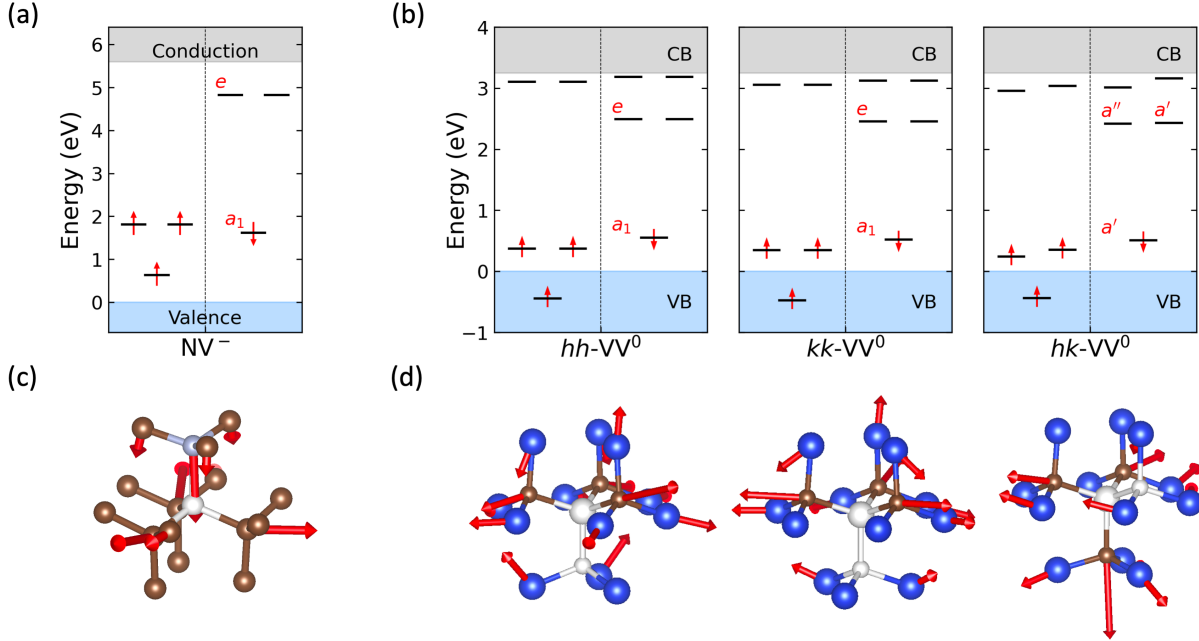 (a)
6
5
4
3
2
1
0
Energy (eV)
Conduction
e
a₁
Valence
NV⁻
(b)
4
3
2
1
0
−1
Energy (eV)
CB
e
a₁
VB
hh-VV⁰
CB
e
a₁
VB
kk-VV⁰
CB
a′′ a′
a′
VB
hk-VV⁰
(c)
(d)